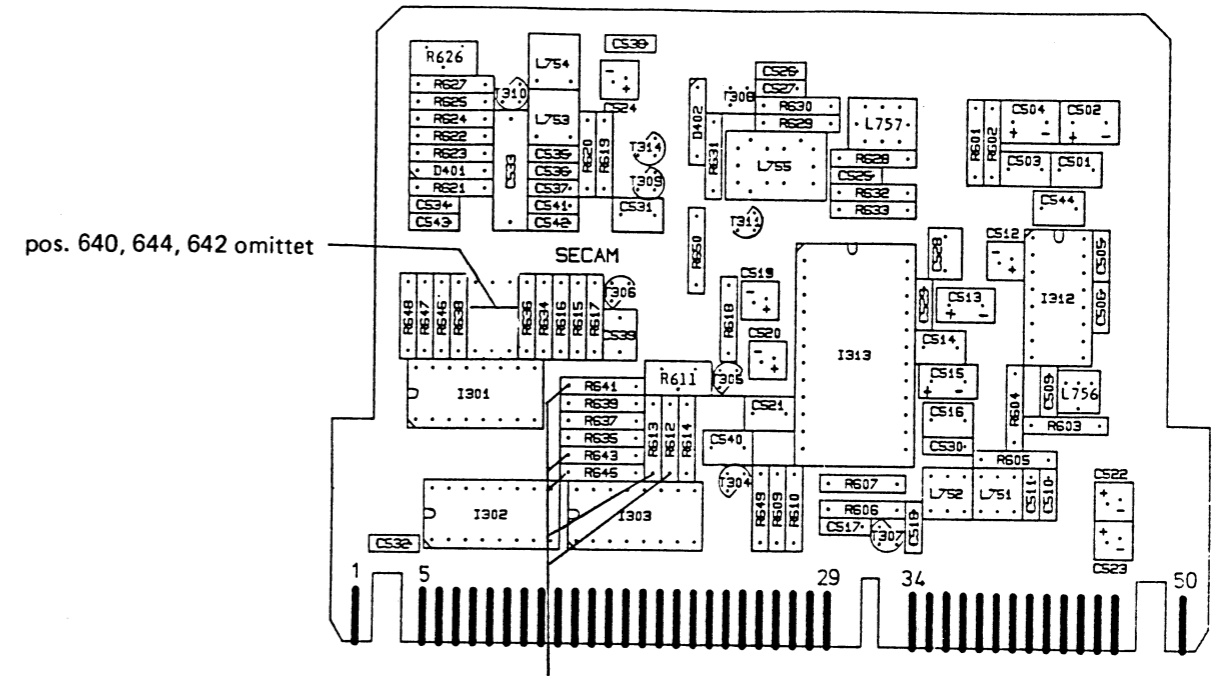 C538
R626
L754
C526
R627
T310
C524
T308
C527
R625
R630
C504
C502
R624
L753
D402
R629
L757
R622
T314
R601
R602
R623
C535
R620
R619
R631
L755
R628
D401
C533
C536
C503
C501
R621
C537
T309
C525
C534
C541
C531
R632
C543
C542
T311
R633
C544
pos. 640, 644, 642 omittet
SECAM
R650
C528
C512
C505
C519
R648
R647
R646
R638
R636
R634
R616
R615
R617
T306
R618
C529
C513
I312
C506
C539
C520
I313
C514
R611
T305
C515
I301
R641
C509
L756
R639
C521
R604
R637
R613
R612
R614
C516
R603
R635
C540
C530
R643
R605
R645
T304
R607
L752
L751
C511
C510
C522
I302
I303
R649
R609
R610
R606
C518
C517
T307
C532
C523
1
5
29
34
50